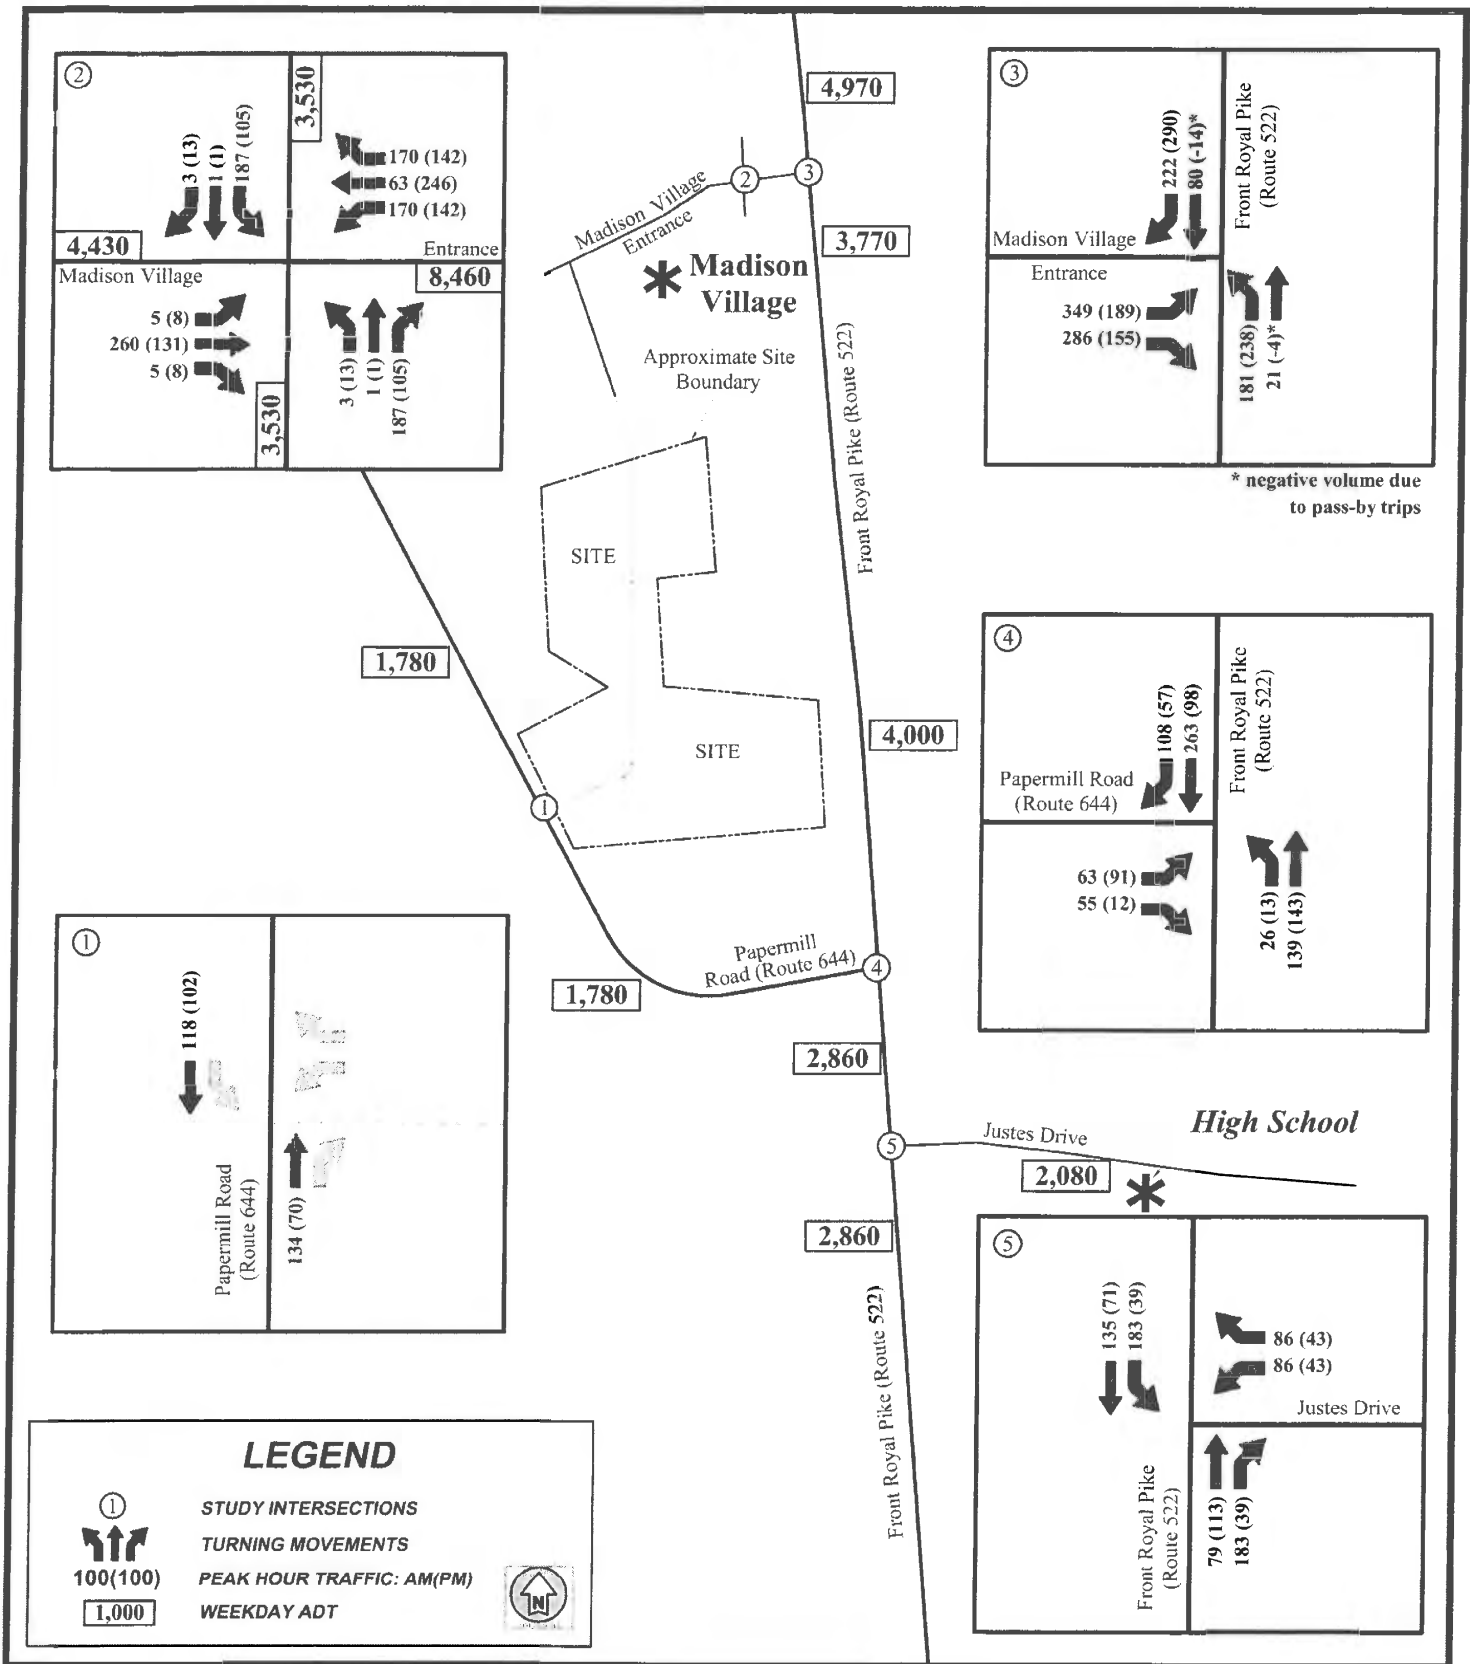 ②
3,530
3 (13)
1 (1)
187 (105)
170 (142)
63 (246)
170 (142)
4,430
Entrance
Madison Village
8,460
5 (8)
260 (131)
5 (8)
3 (13)
1 (1)
187 (105)
3,530
4,970
②
③
Madison Village
Entrance
3,770
Madison
Village
Approximate Site
Boundary
Front Royal Pike (Route 522)
③
222 (290)
80 (-14)*
Front Royal Pike
(Route 522)
Madison Village
Entrance
349 (189)
286 (155)
181 (238)
21 (-4)*
* negative volume due
to pass-by trips
SITE
1,780
4,000
SITE
①
④
108 (57)
263 (98)
Front Royal Pike
(Route 522)
Papermill Road
(Route 644)
63 (91)
55 (12)
26 (13)
139 (143)
①
118 (102)
Papermill Road
(Route 644)
134 (70)
Papermill
Road (Route 644)
④
1,780
2,860
High School
Justes Drive
⑤
2,080
2,860
Front Royal Pike (Route 522)
⑤
135 (71)
183 (39)
86 (43)
86 (43)
Justes Drive
Front Royal Pike
(Route 522)
79 (113)
183 (39)
LEGEND
① STUDY INTERSECTIONS
TURNING MOVEMENTS
100(100) PEAK HOUR TRAFFIC: AM(PM)
1,000 WEEKDAY ADT
N